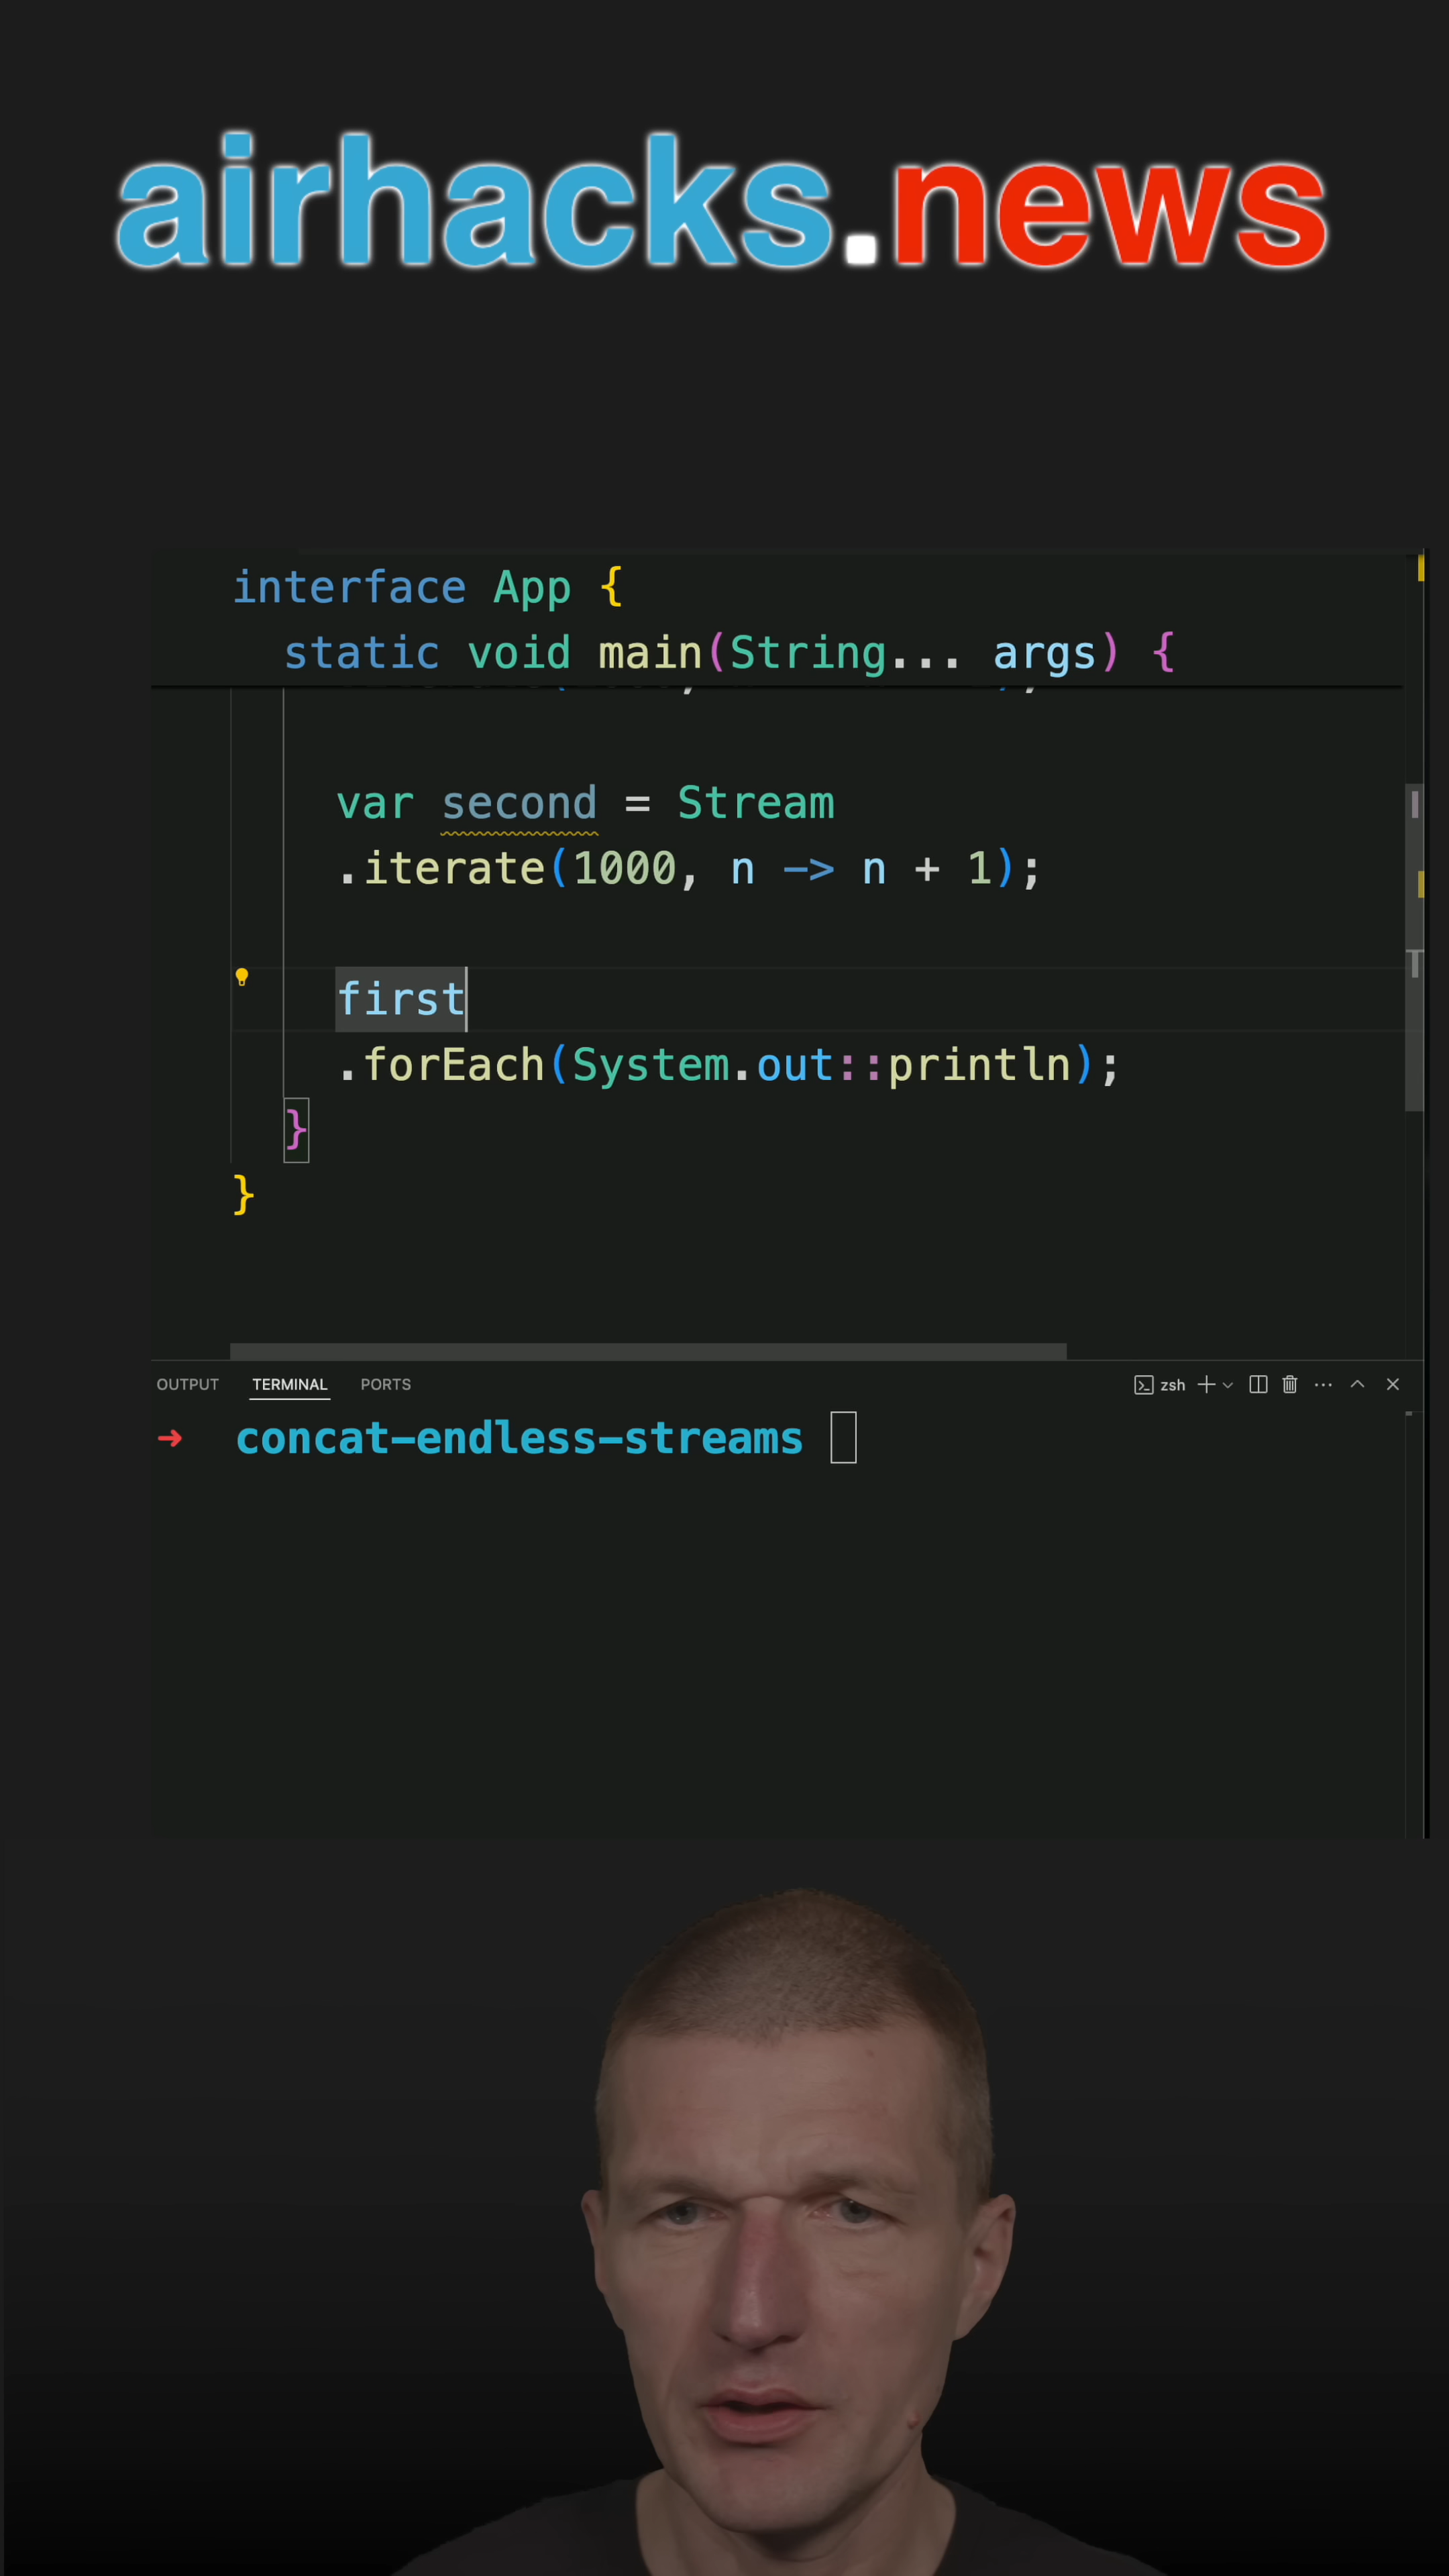 airhacks.news
interface App {
static void main(String... args) {
var second = Stream
.iterate(1000, n -> n + 1);
first
.forEach(System.out::println);
}
}
OUTPUT TERMINAL PORTS zsh
→ concat-endless-streams